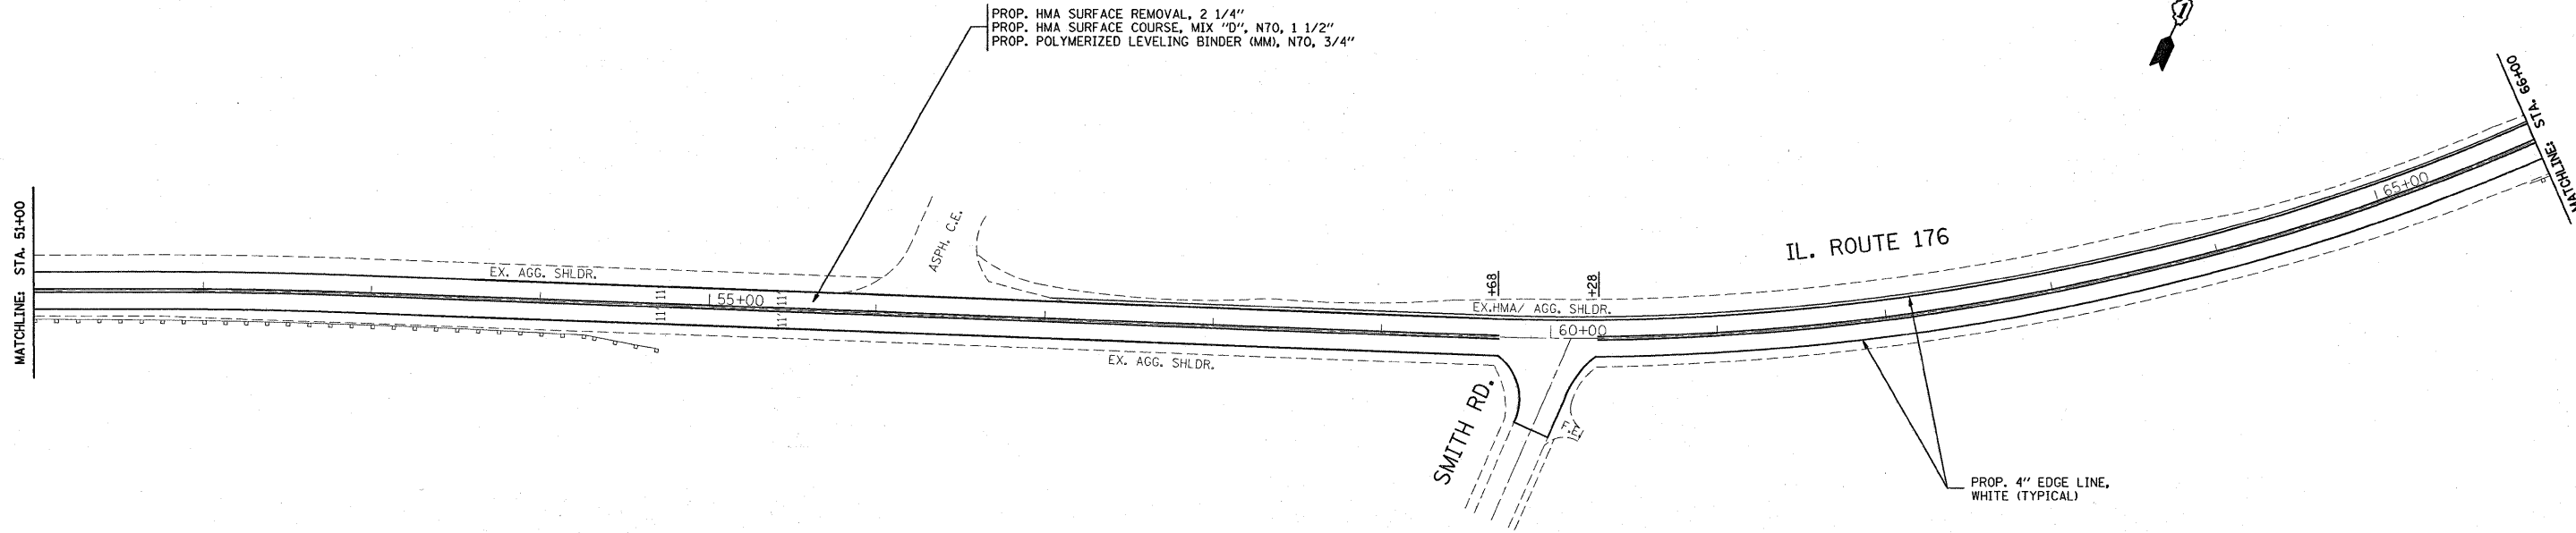 PROP. HMA SURFACE REMOVAL, 2 1/4"
PROP. HMA SURFACE COURSE, MIX "D", N70, 1 1/2"
PROP. POLYMERIZED LEVELING BINDER (MM), N70, 3/4"
1
MATCHLINE: STA. 51+00
EX. AGG. SHLDR.
11' 11'
55+00
11' 11'
ASPH. C.E.
EX. AGG. SHLDR.
+68
+28
EX.HMA/ AGG. SHLDR.
60+00
SMITH RD.
F.E.
IL. ROUTE 176
65+00
MATCHLINE: STA. 66+00
PROP. 4" EDGE LINE,
WHITE (TYPICAL)